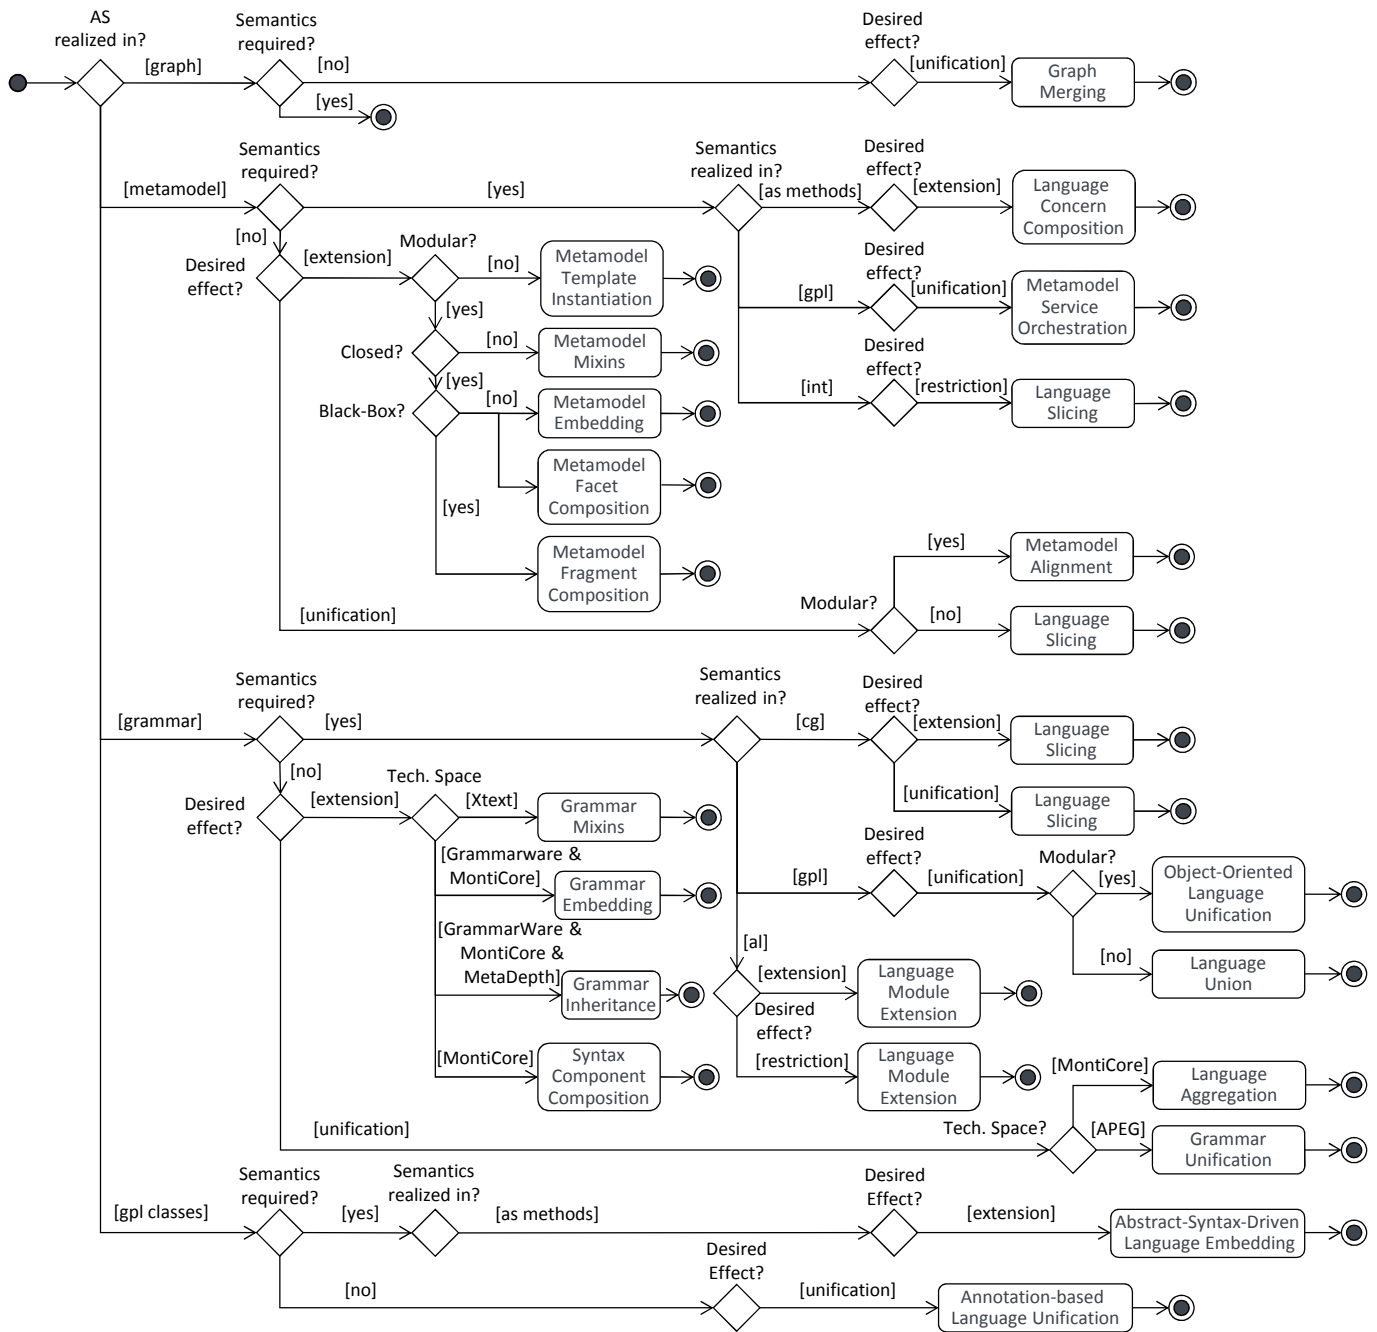 AS
realized in?
[graph]
Semantics
required?
[no]
[yes]
Desired
effect?
[unification]
Graph
Merging
[metamodel]
Semantics
required?
[yes]
Semantics
realized in?
[as methods]
Desired
effect?
[extension]
Language
Concern
Composition
[no]
Desired
effect?
[extension]
Modular?
[no]
Metamodel
Template
Instantiation
[gpl]
Desired
effect?
[unification]
Metamodel
Service
Orchestration
[yes]
Closed?
[no]
Metamodel
Mixins
[int]
Desired
effect?
[restriction]
Language
Slicing
[yes]
Black-Box?
[no]
Metamodel
Embedding
Metamodel
Facet
Composition
[yes]
Metamodel
Fragment
Composition
[unification]
Modular?
[yes]
Metamodel
Alignment
[no]
Language
Slicing
[grammar]
Semantics
required?
[yes]
Semantics
realized in?
[cg]
Desired
effect?
[extension]
Language
Slicing
[unification]
Language
Slicing
[no]
Desired
effect?
[extension]
Tech. Space
[Xtext]
Grammar
Mixins
[Grammarware &
MontiCore]
Grammar
Embedding
[GrammarWare &
MontiCore &
MetaDepth]
Grammar
Inheritance
[MontiCore]
Syntax
Component
Composition
[gpl]
Desired
effect?
[unification]
Modular?
[yes]
Object-Oriented
Language
Unification
[no]
Language
Union
[al]
[extension]
Language
Module
Extension
Desired
effect?
[restriction]
Language
Module
Extension
[unification]
Tech. Space?
[MontiCore]
Language
Aggregation
[APEG]
Grammar
Unification
[gpl classes]
Semantics
required?
[yes]
Semantics
realized in?
[as methods]
Desired
Effect?
[extension]
Abstract-Syntax-Driven
Language Embedding
[no]
Desired
Effect?
[unification]
Annotation-based
Language Unification